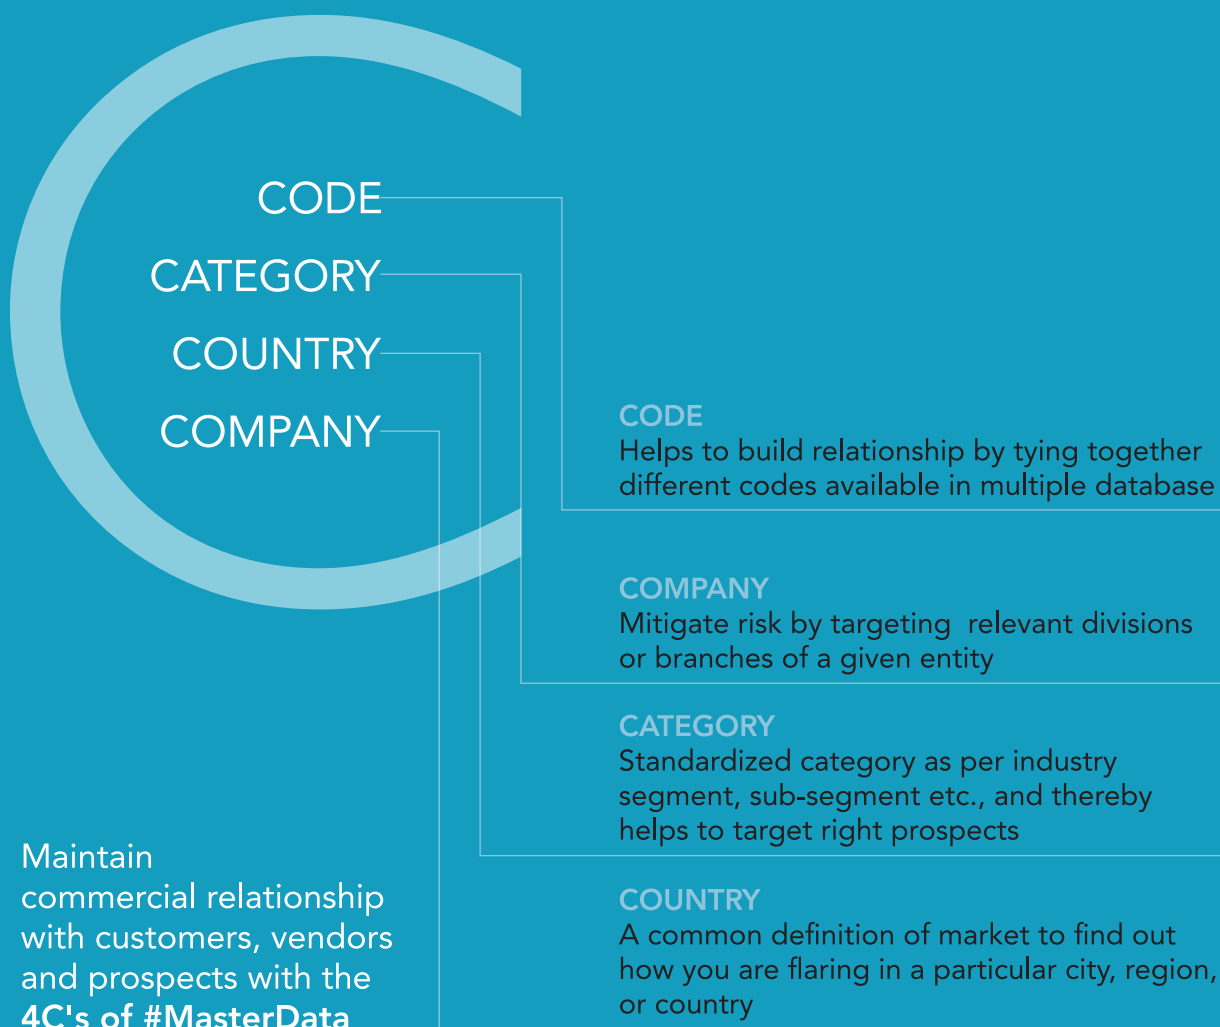 CODE
CATEGORY
COUNTRY
COMPANY
CODE
Helps to build relationship by tying together
different codes available in multiple database
COMPANY
Mitigate risk by targeting relevant divisions
or branches of a given entity
CATEGORY
Standardized category as per industry
segment, sub-segment etc., and thereby
helps to target right prospects
COUNTRY
A common definition of market to find out
how you are flaring in a particular city, region,
or country
Maintain
commercial relationship
with customers, vendors
and prospects with the
4C's of #MasterData